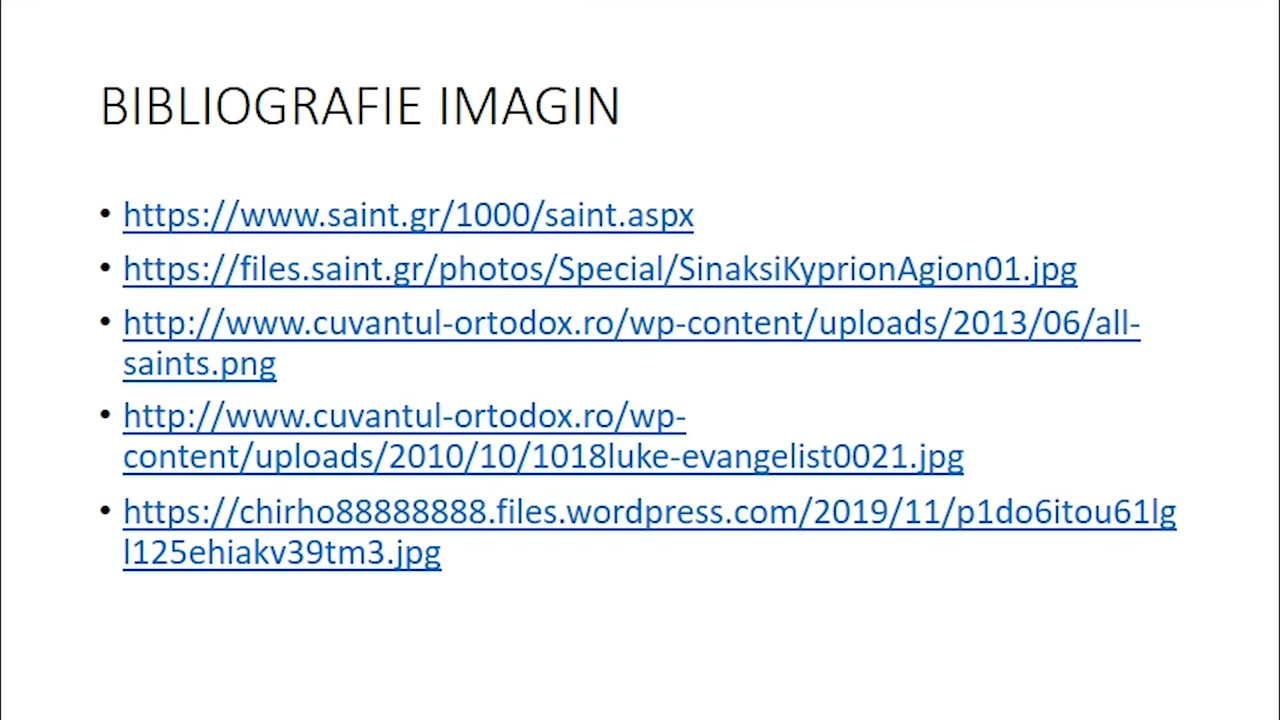 BIBLIOGRAFIE IMAGIN
• https://www.saint.gr/1000/saint.aspx
• https://files.saint.gr/photos/Special/SinaksiKyprionAgion01.jpg
• http://www.cuvantul-ortodox.ro/wp-content/uploads/2013/06/all-
saints.png
• http://www.cuvantul-ortodox.ro/wp-
content/uploads/2010/10/1018luke-evangelist0021.jpg
• https://chirho88888888.files.wordpress.com/2019/11/p1do6itou61lg
l125ehiakv39tm3.jpg